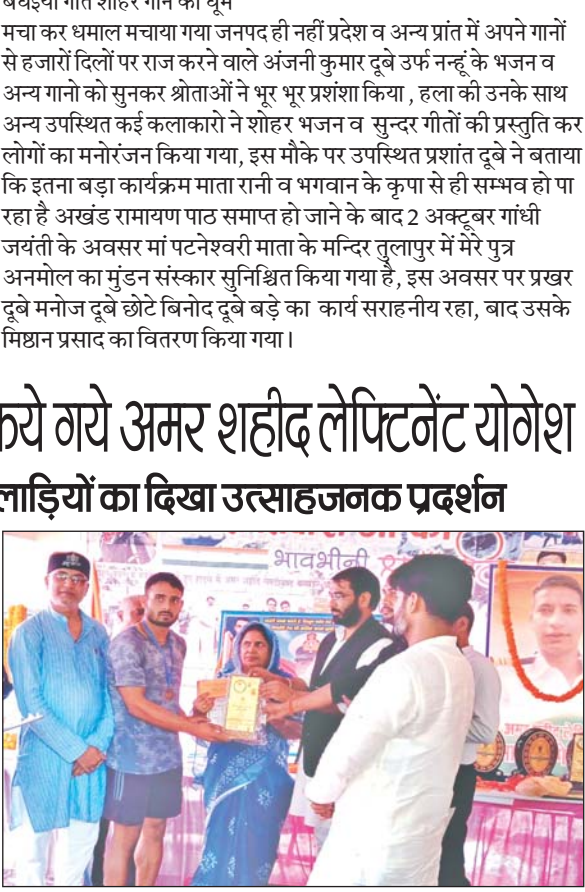 बधइया गीत शोहर गाने की धूम
मचा कर धमाल मचाया गया जनपद ही नहीं प्रदेश व अन्य प्रांत में अपने गानों
से हजारों दिलों पर राज करने वाले अंजनी कुमार दूबे उर्फ नन्हूं के भजन व
अन्य गानो को सुनकर श्रोताओं ने भूर भूर प्रशंशा किया , हला की उनके साथ
अन्य उपस्थित कई कलाकारो ने शोहर भजन व सुन्दर गीतों की प्रस्तुति कर
लोगों का मनोरंजन किया गया, इस मौके पर उपस्थित प्रशांत दूबे ने बताया
कि इतना बड़ा कार्यक्रम माता रानी व भगवान के कृपा से ही सम्भव हो पा
रहा है अखंड रामायण पाठ समाप्त हो जाने के बाद 2 अक्टूबर गांधी
जयंती के अवसर मां पटनेश्वरी माता के मन्दिर तुलापुर में मेरे पुत्र
अनमोल का मुंडन संस्कार सुनिश्चित किया गया है, इस अवसर पर प्रखर
दूबे मनोज दूबे छोटे बिनोद दूबे बड़े का कार्य सराहनीय रहा, बाद उसके
मिष्ठान प्रसाद का वितरण किया गया।
किये गये अमर शहीद लेफ्टिनेंट योगेश
लाड़ियों का दिखा उत्साहजनक प्रदर्शन
भावभीनी
अमर शहीद